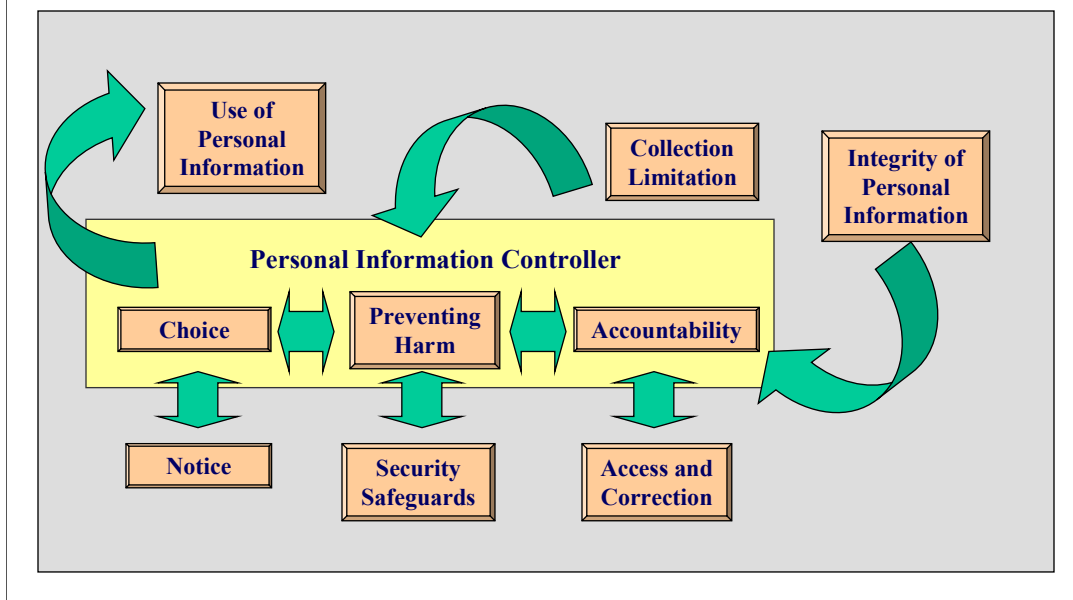 Use of
Personal
Information
Collection
Limitation
Integrity of
Personal
Information
Personal Information Controller
Choice
Preventing
Harm
Accountability
Notice
Security
Safeguards
Access and
Correction